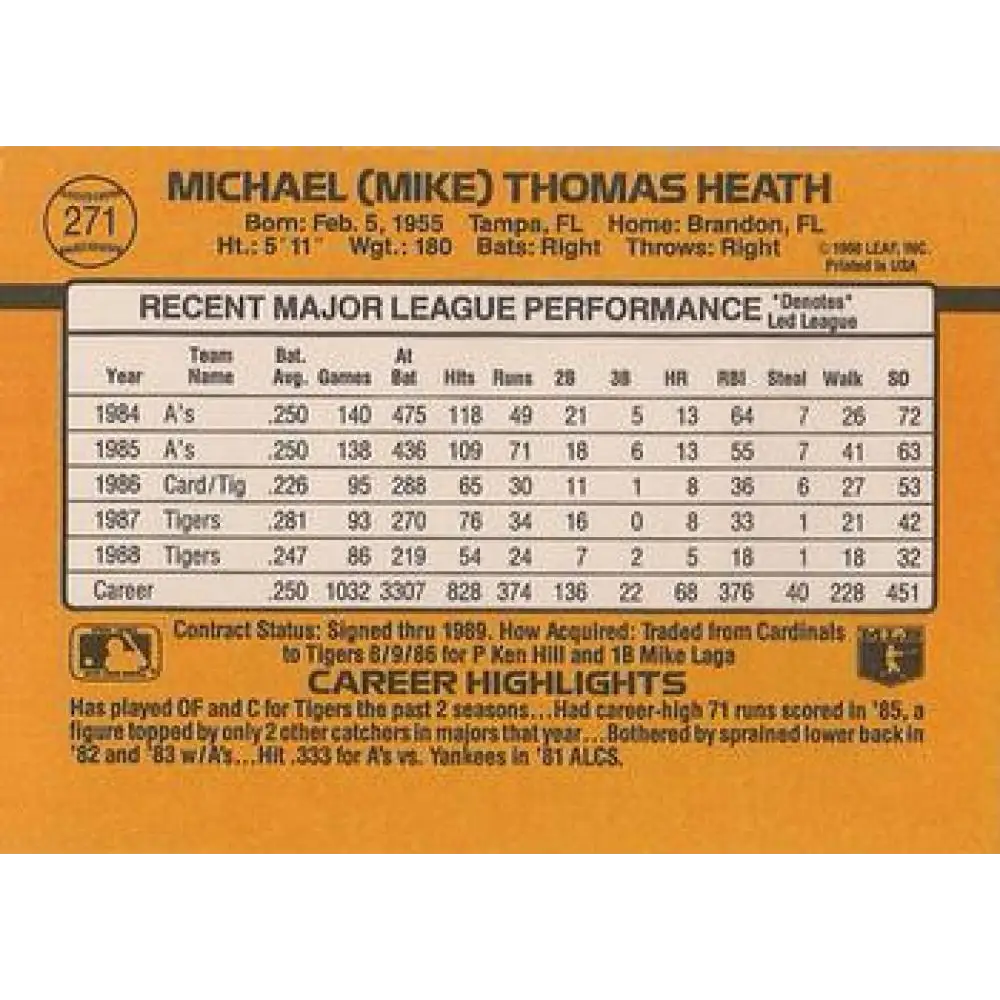 271
MICHAEL (MIKE) THOMAS HEATH
Born: Feb. 5, 1955 Tampa, FL Home: Brandon, FL
Ht.: 5'11" Wgt.: 180 Bats: Right Throws: Right
LEAF, INC.
Printed in USA
RECENT MAJOR LEAGUE PERFORMANCE *Denotes*
Led League
Team Bat. At
Year Name Avg. Games Bat Hits Runs 2B 3B HR RBI Steal Walk SO
1984 A's .250 140 475 118 49 21 5 13 64 7 26 72
1985 A's .250 138 436 109 71 18 6 13 55 7 41 63
1986 Card/Tig .226 95 288 65 30 11 1 8 36 6 27 53
1987 Tigers .281 93 270 76 34 16 0 8 33 1 21 42
1988 Tigers .247 86 219 54 24 7 2 5 18 1 18 32
Career .250 1032 3307 828 374 136 22 68 376 40 228 451
Contract Status: Signed thru 1989. How Acquired: Traded from Cardinals
to Tigers 8/9/86 for P Ken Hill and 1B Mike Laga
CAREER HIGHLIGHTS
Has played OF and C for Tigers the past 2 seasons...Had career-high 71 runs scored in '85, a
figure topped by only 2 other catchers in majors that year...Bothered by sprained lower back in
'82 and '83 w/A's...Hit .333 for A's vs. Yankees in '81 ALCS.